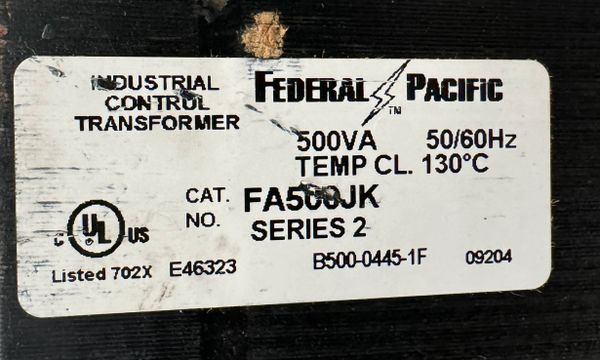 INDUSTRIAL
CONTROL
TRANSFORMER
FEDERAL PACIFIC
TM
500VA 50/60Hz
TEMP CL. 130°C
CAT. NO. FA500JK
SERIES 2
C UL US
Listed 702X E46323 B500-0445-1F 09204